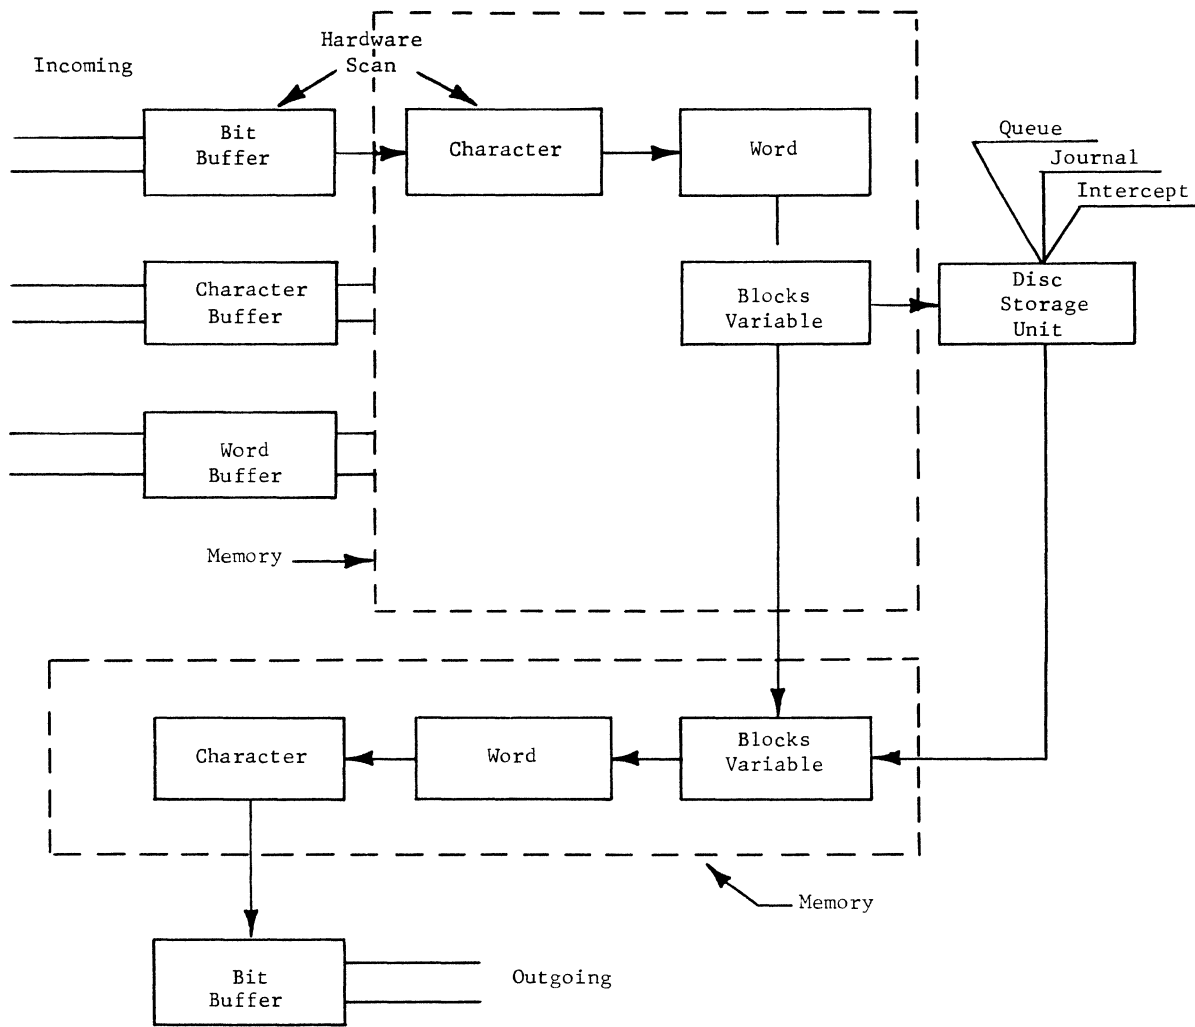 Hardware
Scan
Incoming
Bit
Buffer
Character
Word
Queue
Journal
Intercept
Character
Buffer
Blocks
Variable
Disc
Storage
Unit
Word
Buffer
Memory
Character
Word
Blocks
Variable
Memory
Bit
Buffer
Outgoing